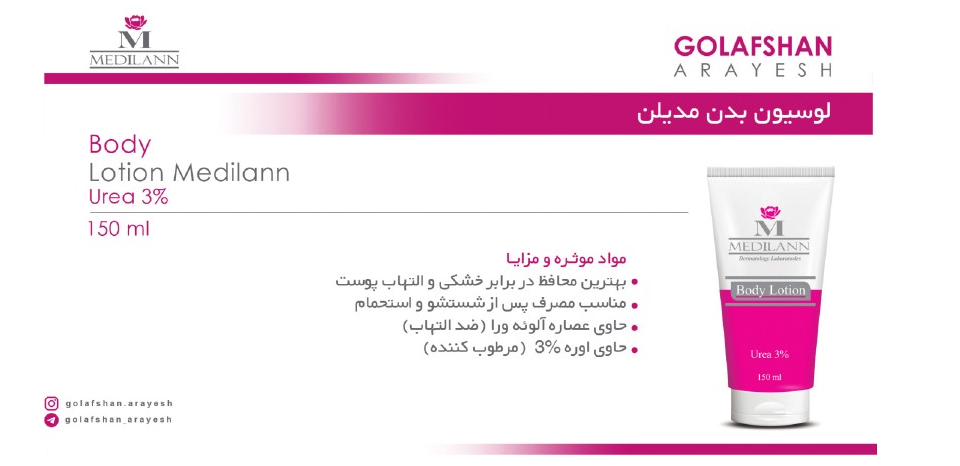 M
MEDILANN
GOLAFSHAN
ARAYESH
لوسیون بدن مدیلن
Body
Lotion Medilann
Urea 3%
150 ml
مواد موثره و مزایا
• بهترین محافظ در برابر خشکی و التهاب پوست
• مناسب مصرف پس از شستشو و استحمام
• حاوی عصاره آلوئه ورا (ضد التهاب)
• حاوی اوره 3% (مرطوب کننده)
M
MEDILANN
Dermatology Laboratories
Body Lotion
Urea 3%
150 ml
golafshan.arayesh
golafshan_arayesh